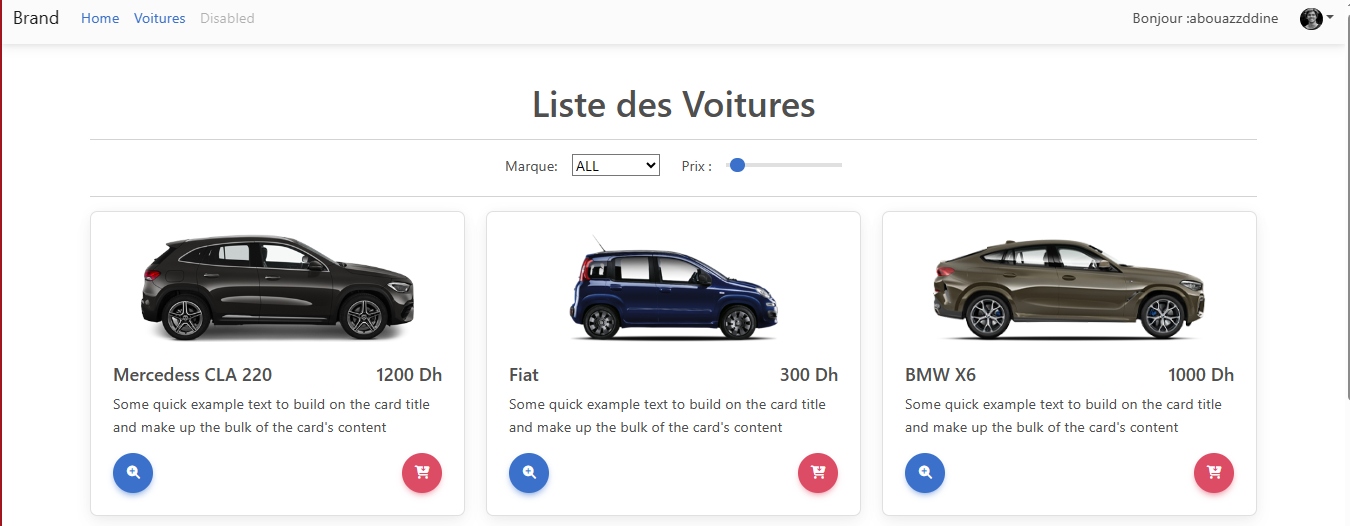 Brand Home Voitures Disabled Bonjour :abouazzddine
Liste des Voitures
Marque: ALL Prix :
Mercedess CLA 220 1200 Dh
Some quick example text to build on the card title
and make up the bulk of the card's content
Fiat 300 Dh
Some quick example text to build on the card title
and make up the bulk of the card's content
BMW X6 1000 Dh
Some quick example text to build on the card title
and make up the bulk of the card's content